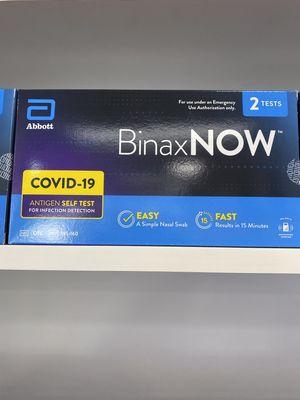 Abbott
For use under an Emergency
Use Authorization only.
2 TESTS
BinaxNOW™
COVID-19
ANTIGEN SELF TEST
FOR INFECTION DETECTION
EASY
A Simple Nasal Swab
15
FAST
Results in 15 Minutes